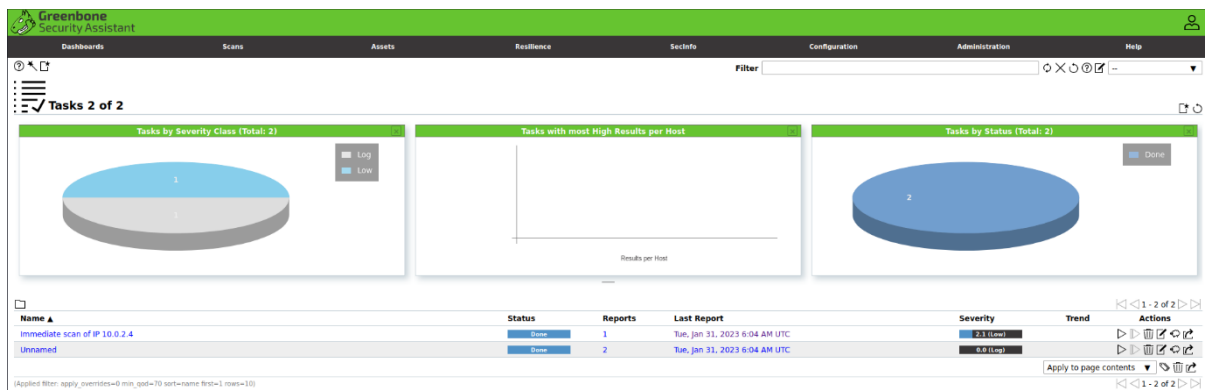 Greenbone
Security Assistant
Dashboards Scans Assets Resilience SecInfo Configuration Administration Help
Filter --
Tasks 2 of 2
Tasks by Severity Class (Total: 2) Tasks with most High Results per Host Tasks by Status (Total: 2)
Log
Low
Done
1
1
2
Results per Host
1 - 2 of 2
Name ▲ Status Reports Last Report Severity Trend Actions
Immediate scan of IP 10.0.2.4 Done 1 Tue, Jan 31, 2023 6:04 AM UTC 2.1 (Low)
Unnamed Done 2 Tue, Jan 31, 2023 6:04 AM UTC 0.0 (Log)
Apply to page contents ▼
(Applied filter: apply_overrides=0 min_qod=70 sort=name first=1 rows=10) 1 - 2 of 2